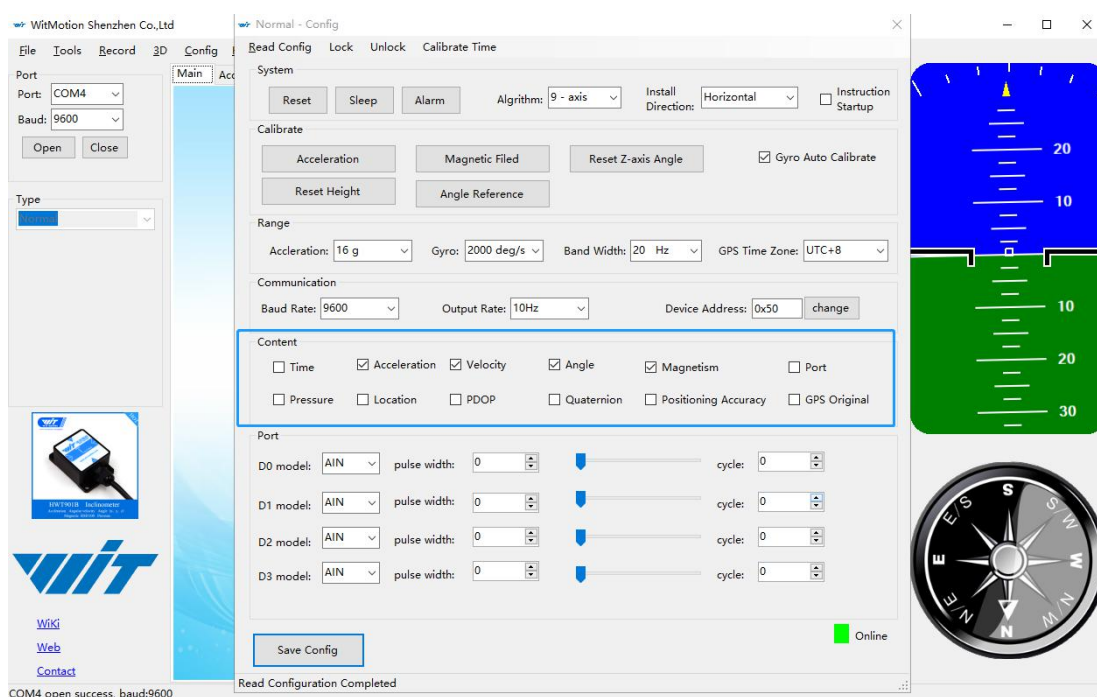 WitMotion Shenzhen Co.,Ltd
File Tools Record 3D Config
Port
Port: COM4
Baud: 9600
Open Close
Type
Normal
WiT
HWT901B Inclinometer
WiT
WiKi
Web
Contact
COM4 open success, baud:9600
Main Acc
Normal - Config
Read Config Lock Unlock Calibrate Time
System
Reset Sleep Alarm Algrithm: 9 - axis Install Direction: Horizontal Instruction Startup
Calibrate
Acceleration Magnetic Filed Reset Z-axis Angle Gyro Auto Calibrate
Reset Height Angle Reference
Range
Accleration: 16 g Gyro: 2000 deg/s Band Width: 20 Hz GPS Time Zone: UTC+8
Communication
Baud Rate: 9600 Output Rate: 10Hz Device Address: 0x50 change
Content
Time Acceleration Velocity Angle Magnetism Port
Pressure Location PDOP Quaternion Positioning Accuracy GPS Original
Port
D0 model: AIN pulse width: 0 cycle: 0
D1 model: AIN pulse width: 0 cycle: 0
D2 model: AIN pulse width: 0 cycle: 0
D3 model: AIN pulse width: 0 cycle: 0
Save Config
Online
Read Configuration Completed
20
10
10
20
30
S
E/S
S/W
E
W
N/E
N/W
N